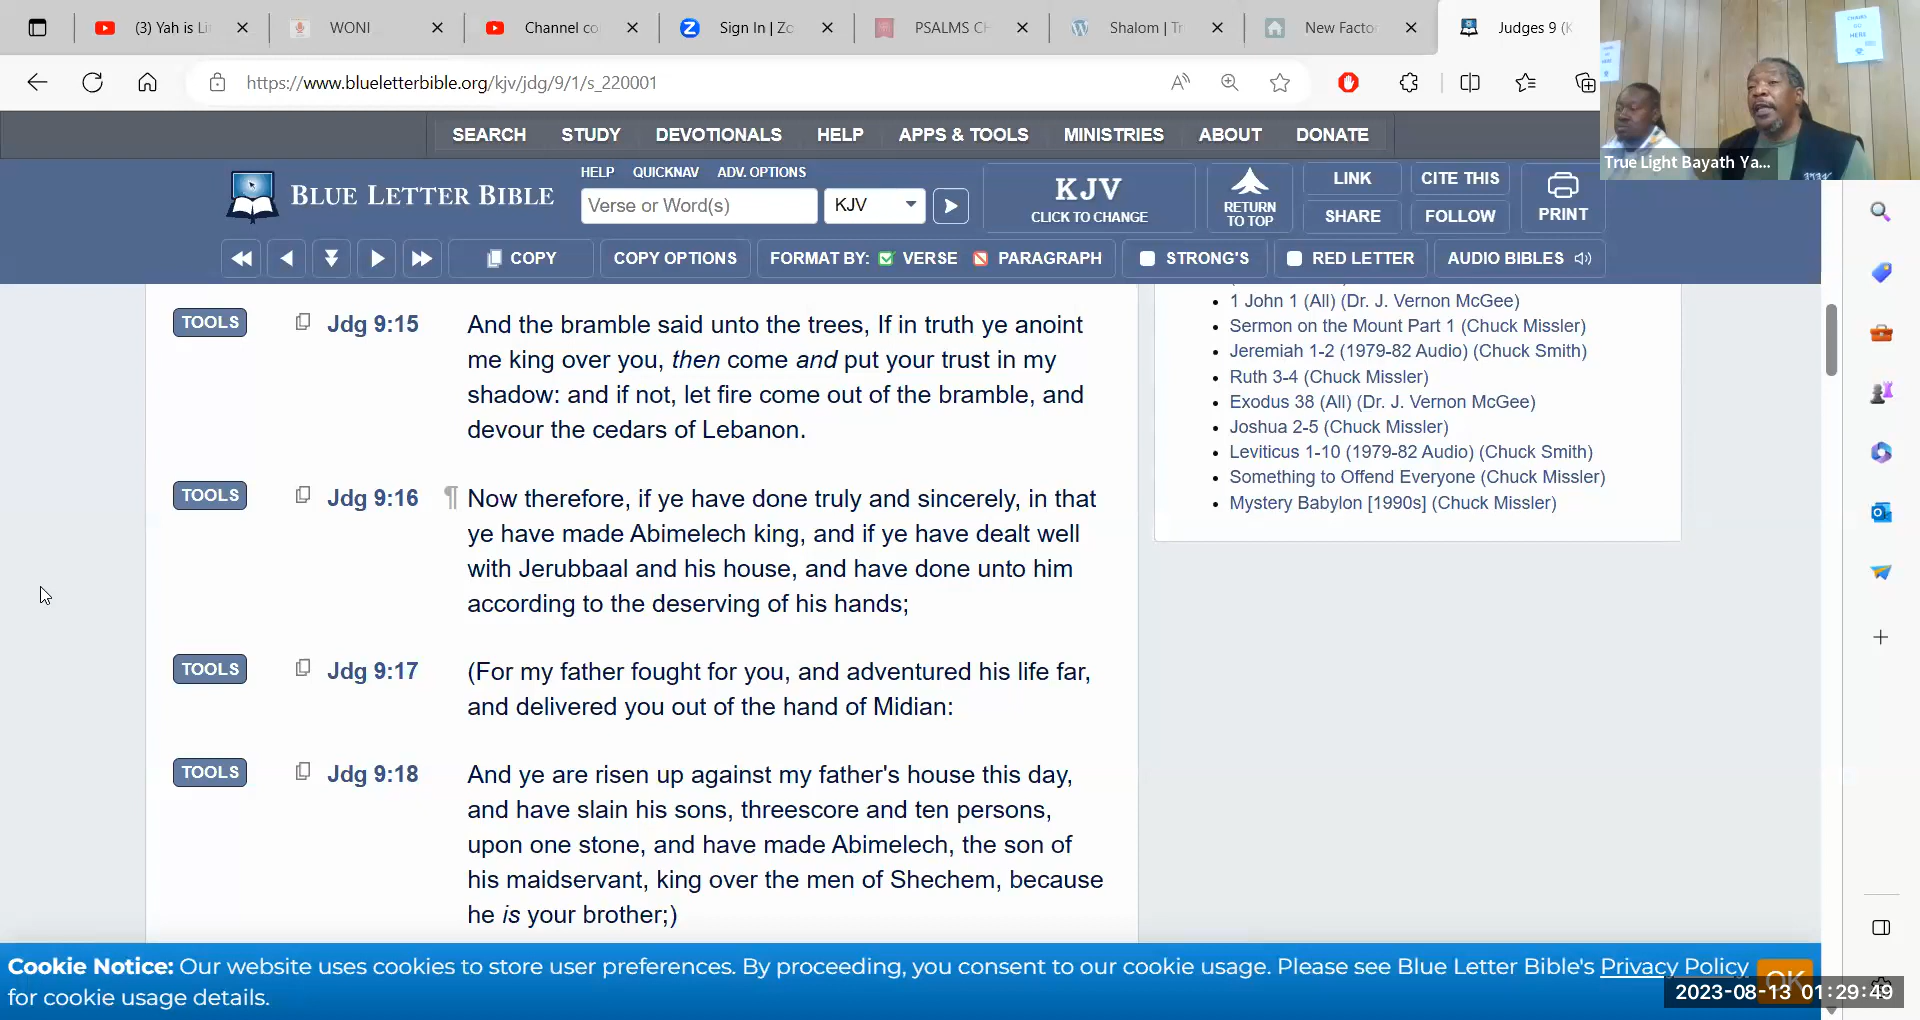 (3) Yah is Li
WONI
Channel co
Sign In | Zo
PSALMS CH
Shalom | Tr
New Facto
Judges 9 (K
https://www.blueletterbible.org/kjv/jdg/9/1/s_220001
CHAIRS
GO
HERE
True Light Bayath Ya...
SEARCH STUDY DEVOTIONALS HELP APPS & TOOLS MINISTRIES ABOUT DONATE
BLUE LETTER BIBLE
HELP QUICKNAV ADV. OPTIONS
Verse or Word(s)
KJV
KJV
CLICK TO CHANGE
RETURN
TO TOP
LINK
CITE THIS
SHARE
FOLLOW
PRINT
COPY
COPY OPTIONS
FORMAT BY: VERSE PARAGRAPH
STRONG'S
RED LETTER
AUDIO BIBLES
TOOLS Jdg 9:15 And the bramble said unto the trees, If in truth ye anoint
me king over you, then come and put your trust in my
shadow: and if not, let fire come out of the bramble, and
devour the cedars of Lebanon.
TOOLS Jdg 9:16 ¶ Now therefore, if ye have done truly and sincerely, in that
ye have made Abimelech king, and if ye have dealt well
with Jerubbaal and his house, and have done unto him
according to the deserving of his hands;
TOOLS Jdg 9:17 (For my father fought for you, and adventured his life far,
and delivered you out of the hand of Midian:
TOOLS Jdg 9:18 And ye are risen up against my father's house this day,
and have slain his sons, threescore and ten persons,
upon one stone, and have made Abimelech, the son of
his maidservant, king over the men of Shechem, because
he is your brother;)
1 John 1 (All) (Dr. J. Vernon McGee)
Sermon on the Mount Part 1 (Chuck Missler)
Jeremiah 1-2 (1979-82 Audio) (Chuck Smith)
Ruth 3-4 (Chuck Missler)
Exodus 38 (All) (Dr. J. Vernon McGee)
Joshua 2-5 (Chuck Missler)
Leviticus 1-10 (1979-82 Audio) (Chuck Smith)
Something to Offend Everyone (Chuck Missler)
Mystery Babylon [1990s] (Chuck Missler)
Cookie Notice: Our website uses cookies to store user preferences. By proceeding, you consent to our cookie usage. Please see Blue Letter Bible's Privacy Policy
for cookie usage details.
OK
2023-08-13 01:29:49